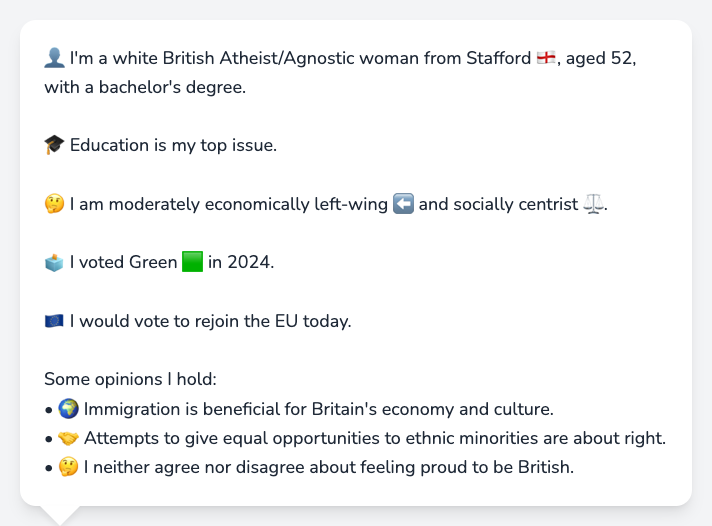 👤 I'm a white British Atheist/Agnostic woman from Stafford 🏴󠁧󠁢󠁥󠁮󠁧󠁿, aged 52,
with a bachelor's degree.
🎓 Education is my top issue.
🤔 I am moderately economically left-wing ⬅️ and socially centrist ⚖️.
🗳️ I voted Green 🟩 in 2024.
🇪🇺 I would vote to rejoin the EU today.
Some opinions I hold:
• 🌍 Immigration is beneficial for Britain's economy and culture.
• 🤝 Attempts to give equal opportunities to ethnic minorities are about right.
• 🤔 I neither agree nor disagree about feeling proud to be British.